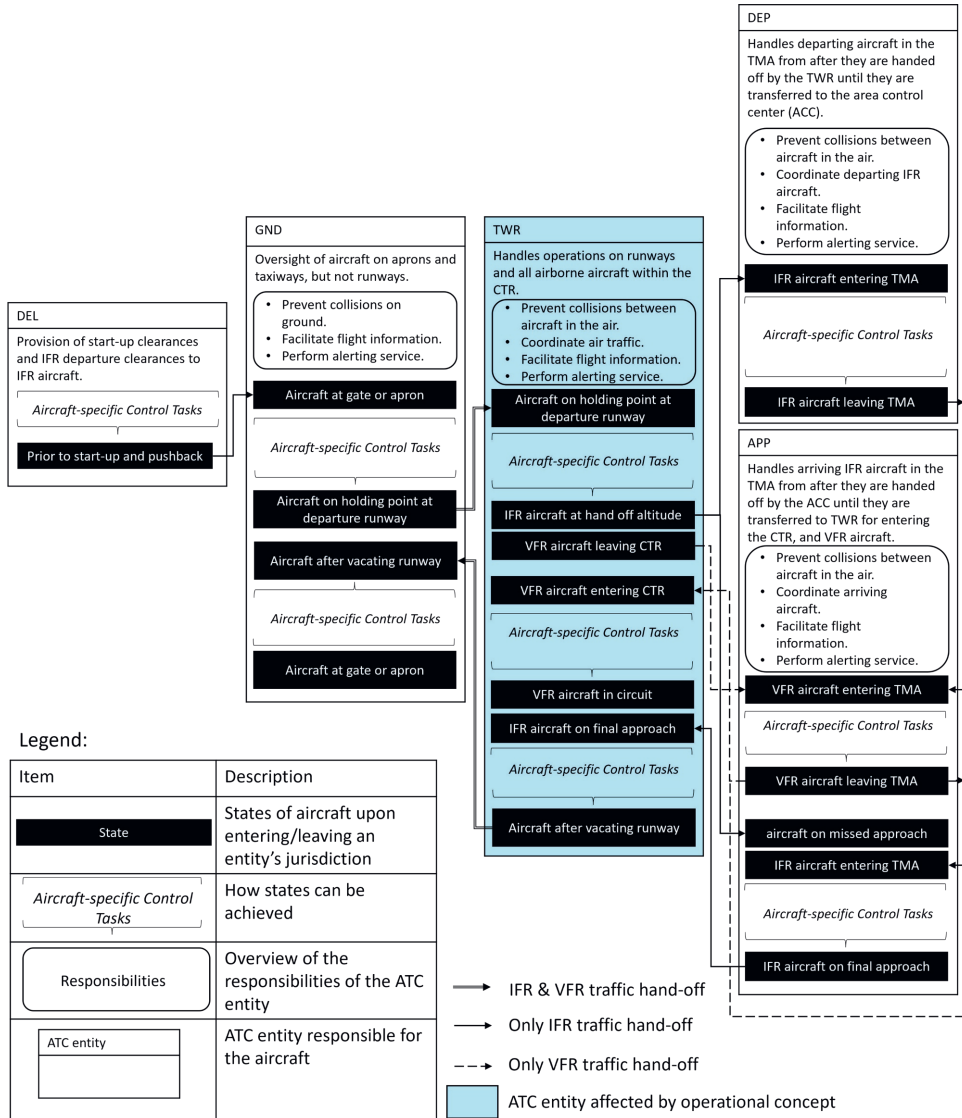 DEL
Provision of start-up clearances
and IFR departure clearances to
IFR aircraft.
Aircraft-specific Control Tasks
Prior to start-up and pushback
GND
Oversight of aircraft on aprons and
taxiways, but not runways.
• Prevent collisions on
ground.
• Facilitate flight information.
• Perform alerting service.
Aircraft at gate or apron
Aircraft-specific Control Tasks
Aircraft on holding point at
departure runway
Aircraft after vacating runway
Aircraft-specific Control Tasks
Aircraft at gate or apron
TWR
Handles operations on runways
and all airborne aircraft within the
CTR.
• Prevent collisions between
aircraft in the air.
• Coordinate air traffic.
• Facilitate flight information.
• Perform alerting service.
Aircraft on holding point at
departure runway
Aircraft-specific Control Tasks
IFR aircraft at hand off altitude
VFR aircraft leaving CTR
VFR aircraft entering CTR
Aircraft-specific Control Tasks
VFR aircraft in circuit
IFR aircraft on final approach
Aircraft-specific Control Tasks
Aircraft after vacating runway
DEP
Handles departing aircraft in the
TMA from after they are handed
off by the TWR until they are
transferred to the area control
center (ACC).
• Prevent collisions between
aircraft in the air.
• Coordinate departing IFR
aircraft.
• Facilitate flight
information.
• Perform alerting service.
IFR aircraft entering TMA
Aircraft-specific Control Tasks
IFR aircraft leaving TMA
APP
Handles arriving IFR aircraft in the
TMA from after they are handed
off by the ACC until they are
transferred to TWR for entering
the CTR, and VFR aircraft.
• Prevent collisions between
aircraft in the air.
• Coordinate arriving
aircraft.
• Facilitate flight
information.
• Perform alerting service.
VFR aircraft entering TMA
Aircraft-specific Control Tasks
VFR aircraft leaving TMA
aircraft on missed approach
IFR aircraft entering TMA
Aircraft-specific Control Tasks
IFR aircraft on final approach
Legend:
Item
Description
State
States of aircraft upon
entering/leaving an
entity's jurisdiction
Aircraft-specific Control
Tasks
How states can be
achieved
Responsibilities
Overview of the
responsibilities of the ATC
entity
ATC entity
ATC entity responsible for
the aircraft
IFR & VFR traffic hand-off
Only IFR traffic hand-off
Only VFR traffic hand-off
ATC entity affected by operational concept